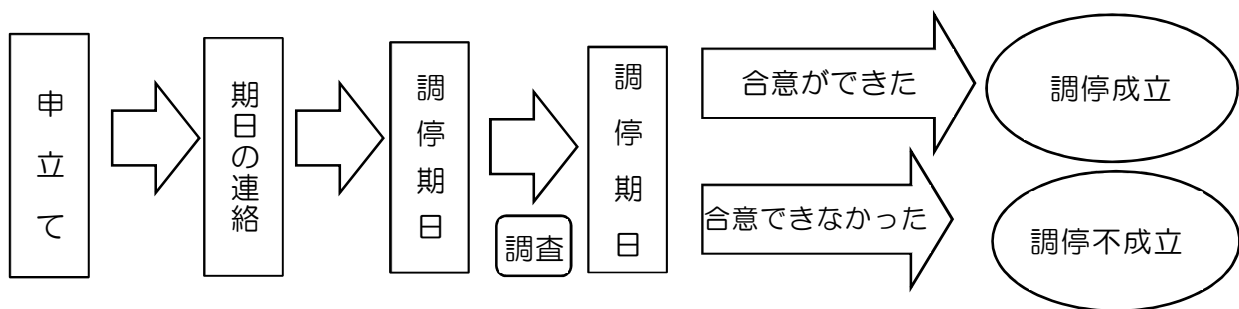 申立て
期日の連絡
調停期日
調査
調停期日
合意ができた
調停成立
合意できなかった
調停不成立